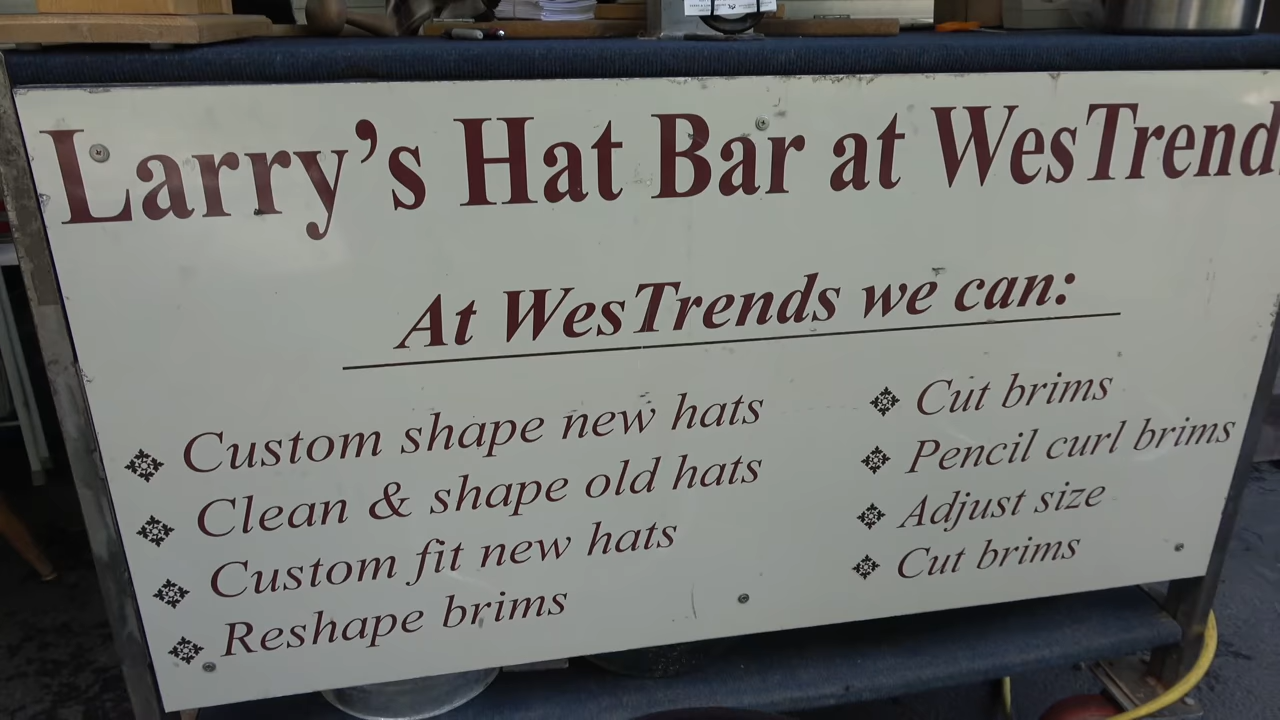 Larry's Hat Bar at WesTrends
At WesTrends we can:
Custom shape new hats
Clean & shape old hats
Custom fit new hats
Reshape brims
Cut brims
Pencil curl brims
Adjust size
Cut brims